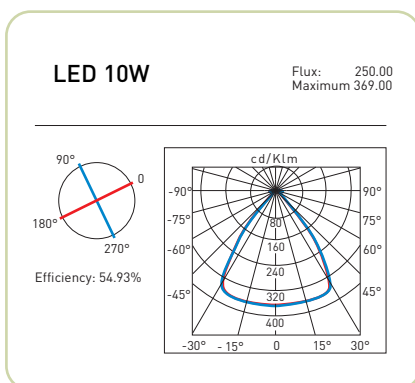 LED 10W
Flux: 250.00
Maximum 369.00
90°
0
180°
270°
Efficiency: 54.93%
cd/Klm
-90°
90°
-75°
75°
80
-60°
160
60°
240
-45°
320
45°
400
-30° - 15° 0 15° 30°